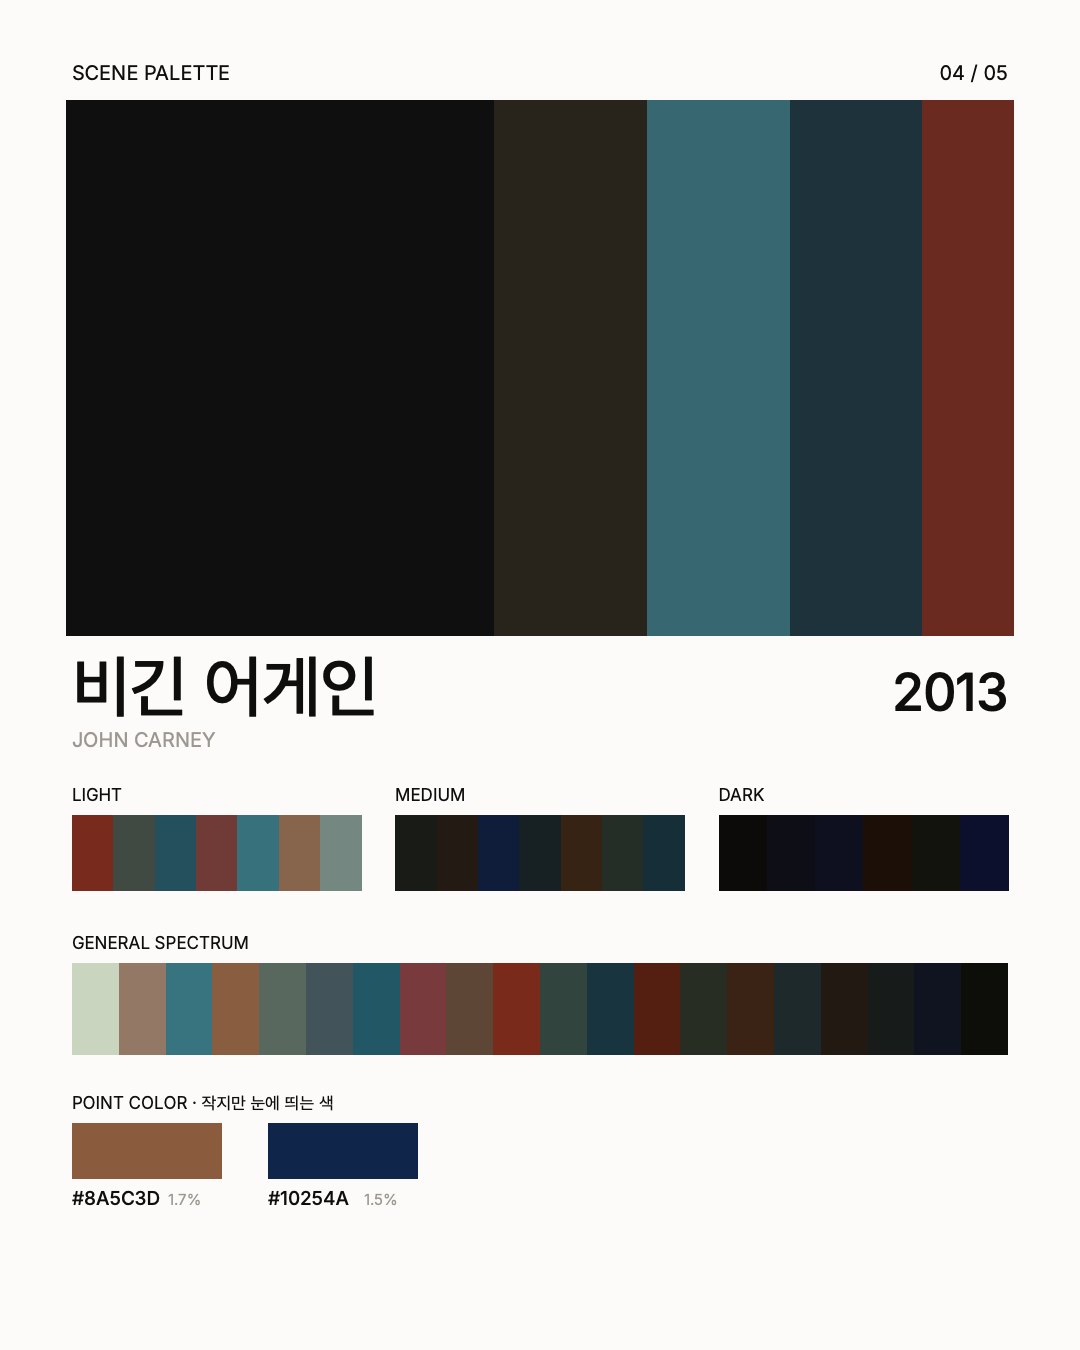 SCENE PALETTE
04 / 05
비긴 어게인
2013
JOHN CARNEY
LIGHT
MEDIUM
DARK
GENERAL SPECTRUM
POINT COLOR · 작지만 눈에 띄는 색
#8A5C3D 1.7%
#10254A 1.5%